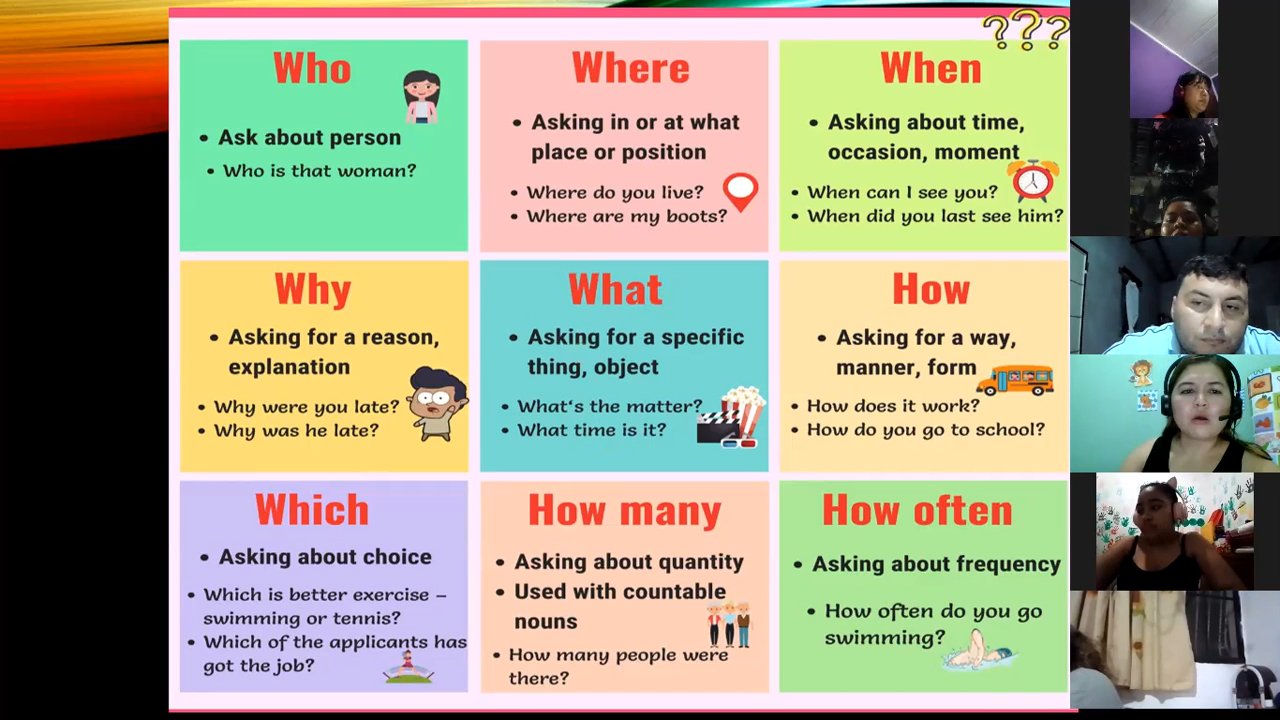 ???
Who
• Ask about person
• Who is that woman?
Where
• Asking in or at what
place or position
• Where do you live?
• Where are my boots?
When
• Asking about time,
occasion, moment
• When can I see you?
• When did you last see him?
Why
• Asking for a reason,
explanation
• Why were you late?
• Why was he late?
What
• Asking for a specific
thing, object
• What's the matter?
• What time is it?
How
• Asking for a way,
manner, form
• How does it work?
• How do you go to school?
Which
• Asking about choice
• Which is better exercise –
swimming or tennis?
• Which of the applicants has
got the job?
How many
• Asking about quantity
• Used with countable
nouns
• How many people were
there?
How often
• Asking about frequency
• How often do you go
swimming?